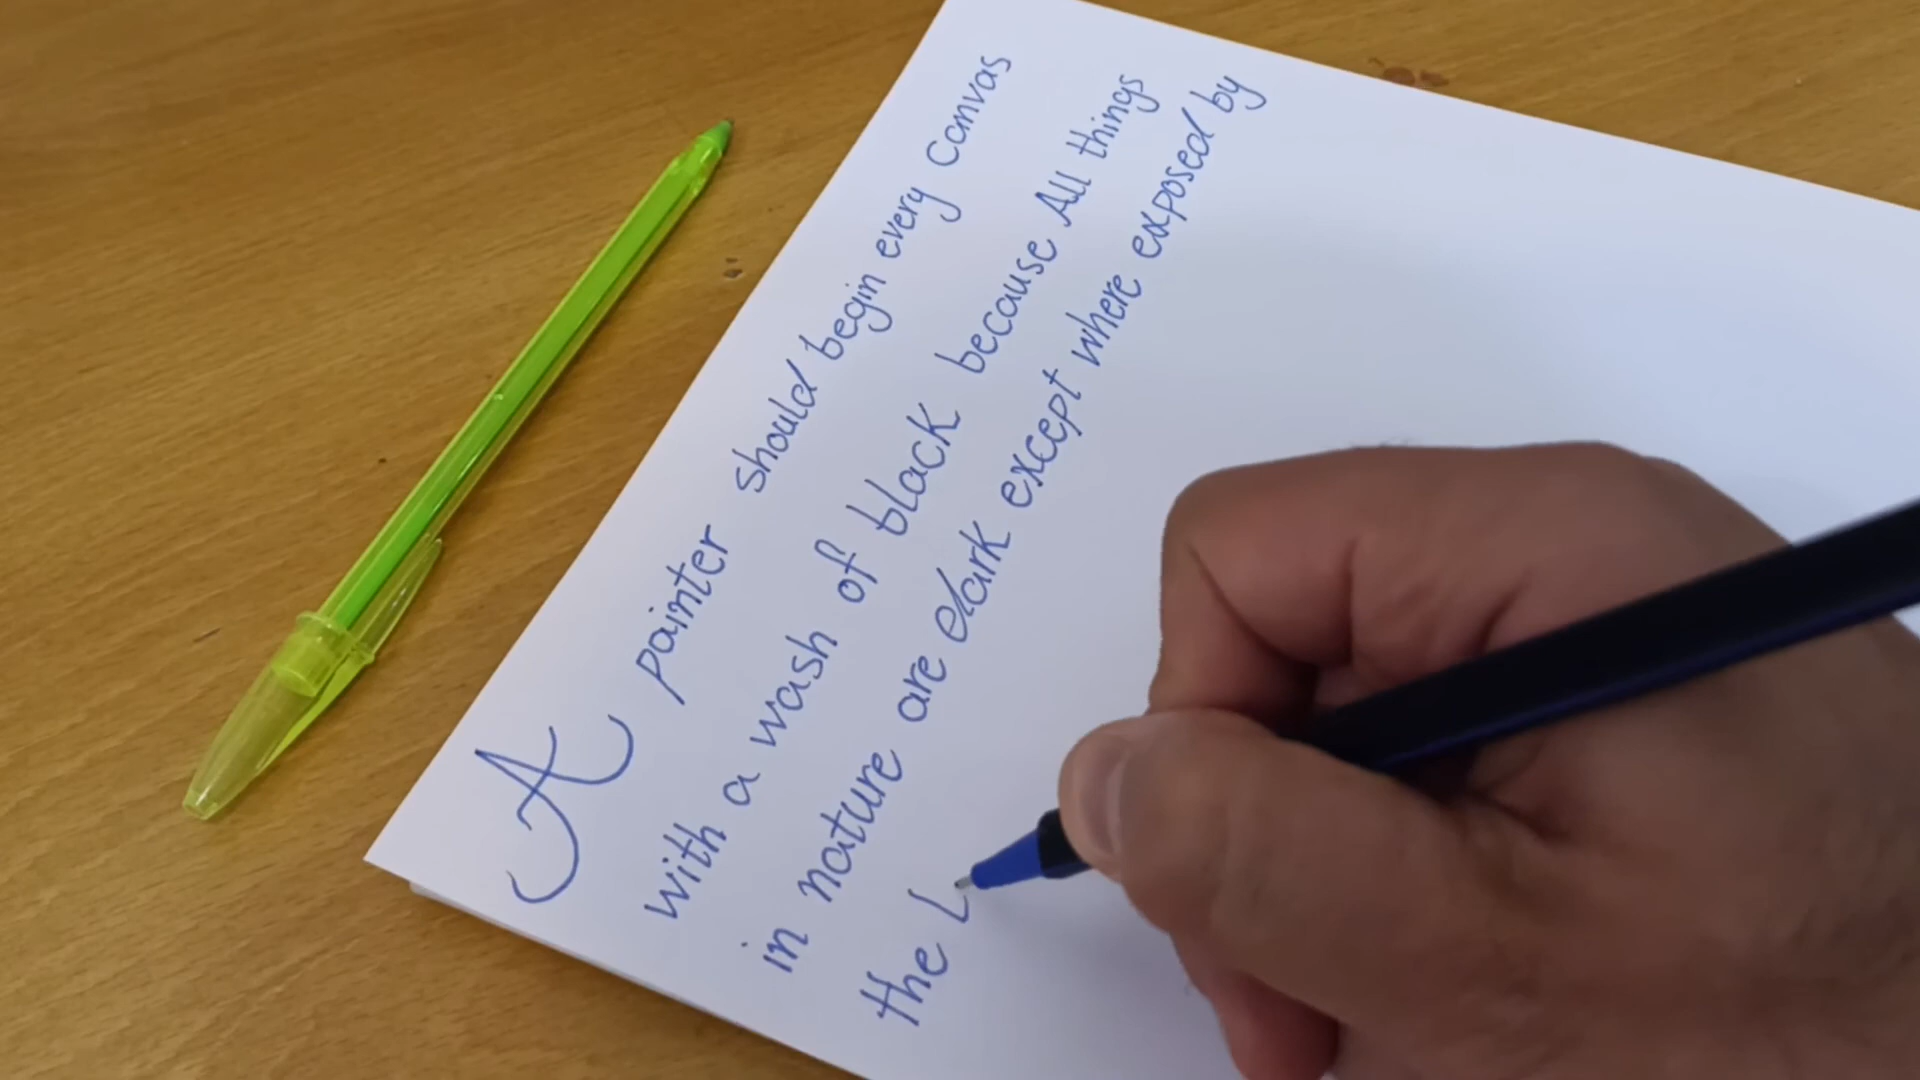 A painter should begin every canvas
with a wash of black because All things
in nature are dark except where exposed by
the L